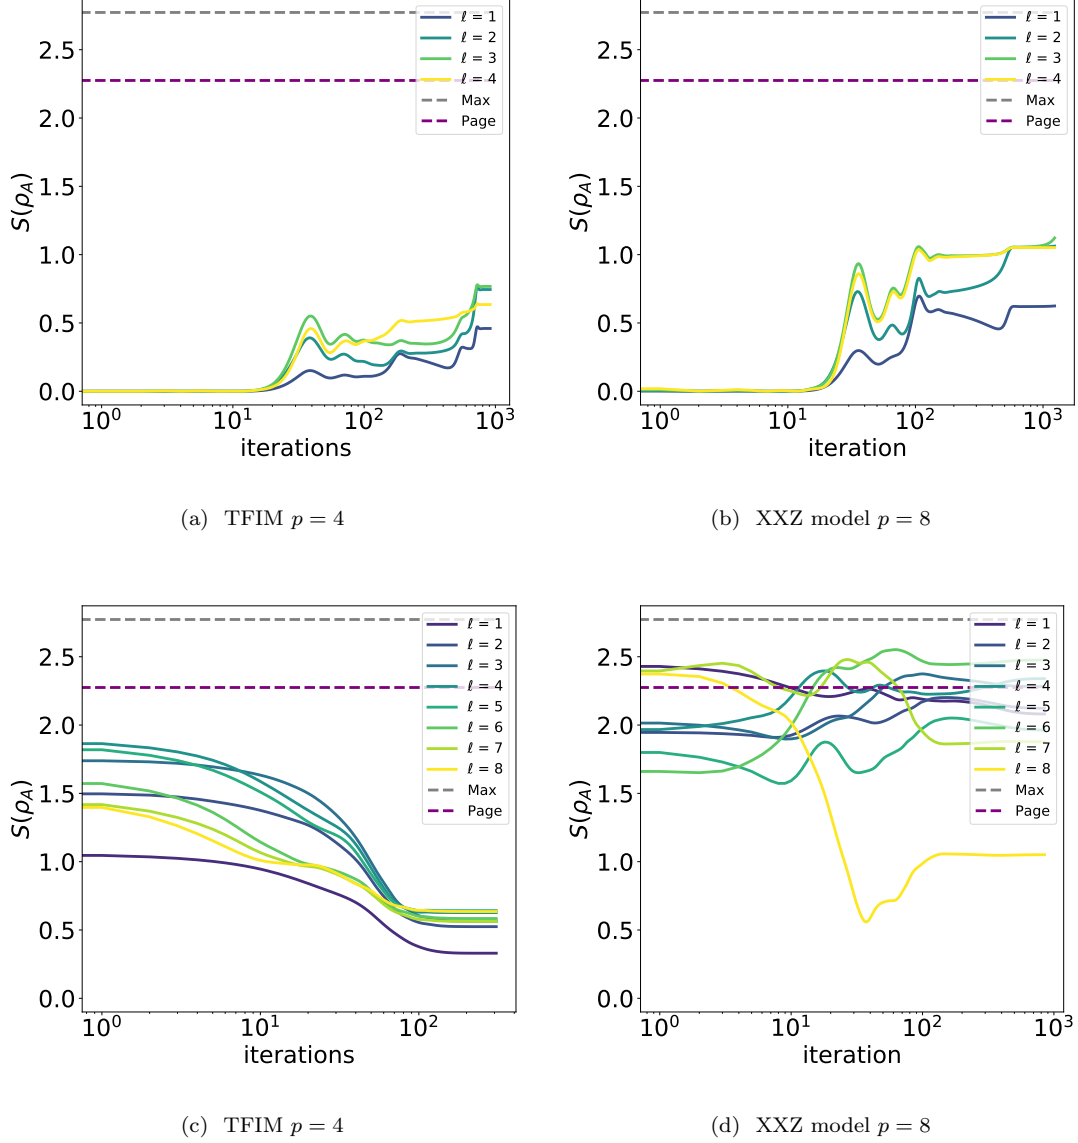 2.5
2.0
1.5
1.0
0.5
0.0
S(ρ_A)
ℓ = 1
ℓ = 2
ℓ = 3
ℓ = 4
Max
Page
10^0 10^1 10^2 10^3
iterations
(a) TFIM p = 4
2.5
2.0
1.5
1.0
0.5
0.0
S(ρ_A)
ℓ = 1
ℓ = 2
ℓ = 3
ℓ = 4
Max
Page
10^0 10^1 10^2 10^3
iteration
(b) XXZ model p = 8
2.5
2.0
1.5
1.0
0.5
0.0
S(ρ_A)
ℓ = 1
ℓ = 2
ℓ = 3
ℓ = 4
ℓ = 5
ℓ = 6
ℓ = 7
ℓ = 8
Max
Page
10^0 10^1 10^2
iterations
(c) TFIM p = 4
2.5
2.0
1.5
1.0
0.5
0.0
S(ρ_A)
ℓ = 1
ℓ = 2
ℓ = 3
ℓ = 4
ℓ = 5
ℓ = 6
ℓ = 7
ℓ = 8
Max
Page
10^0 10^1 10^2 10^3
iteration
(d) XXZ model p = 8